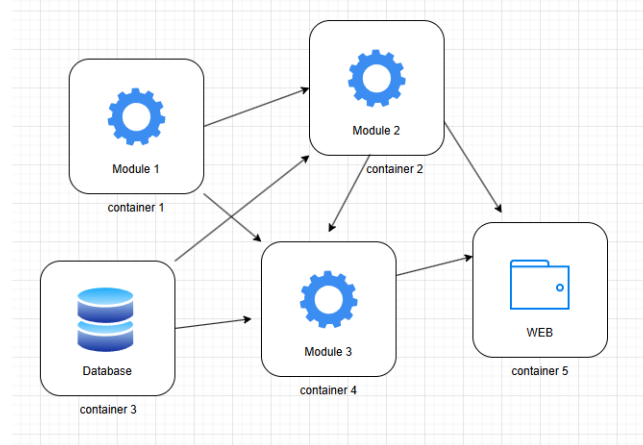 Module 1
container 1
Module 2
container 2
Database
container 3
Module 3
container 4
WEB
container 5